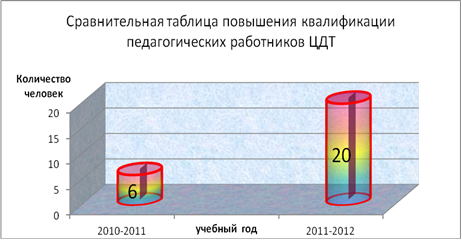 Сравнительная таблица повышения квалификации
педагогических работников ЦДТ
Количество
человек
20
15
10
5
0
6
20
2010-2011
учебный год
2011-2012